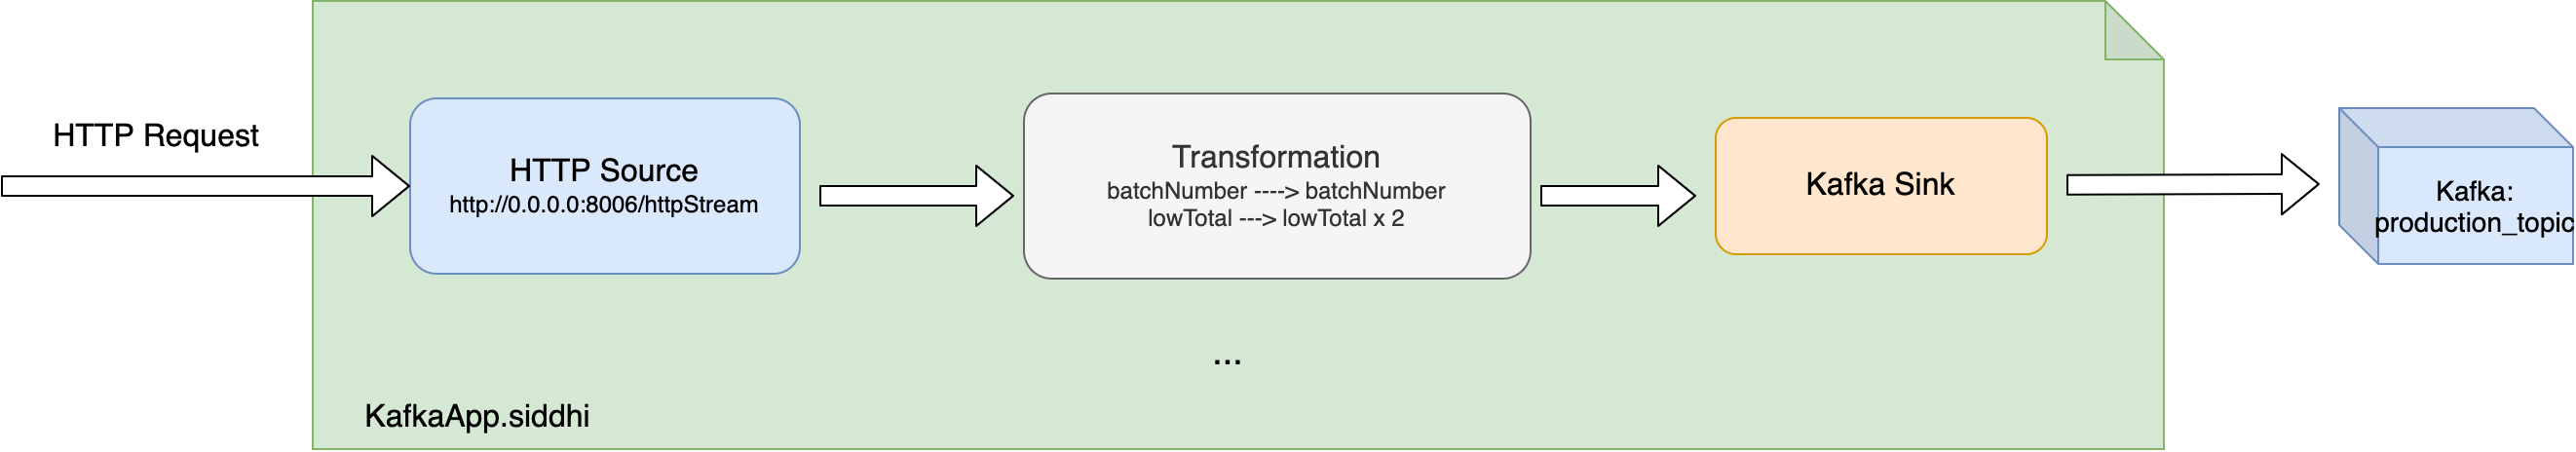 HTTP Request
HTTP Source
http://0.0.0.0:8006/httpStream
Transformation
batchNumber ----> batchNumber
lowTotal ---> lowTotal x 2
Kafka Sink
Kafka:
production_topic
...
KafkaApp.siddhi